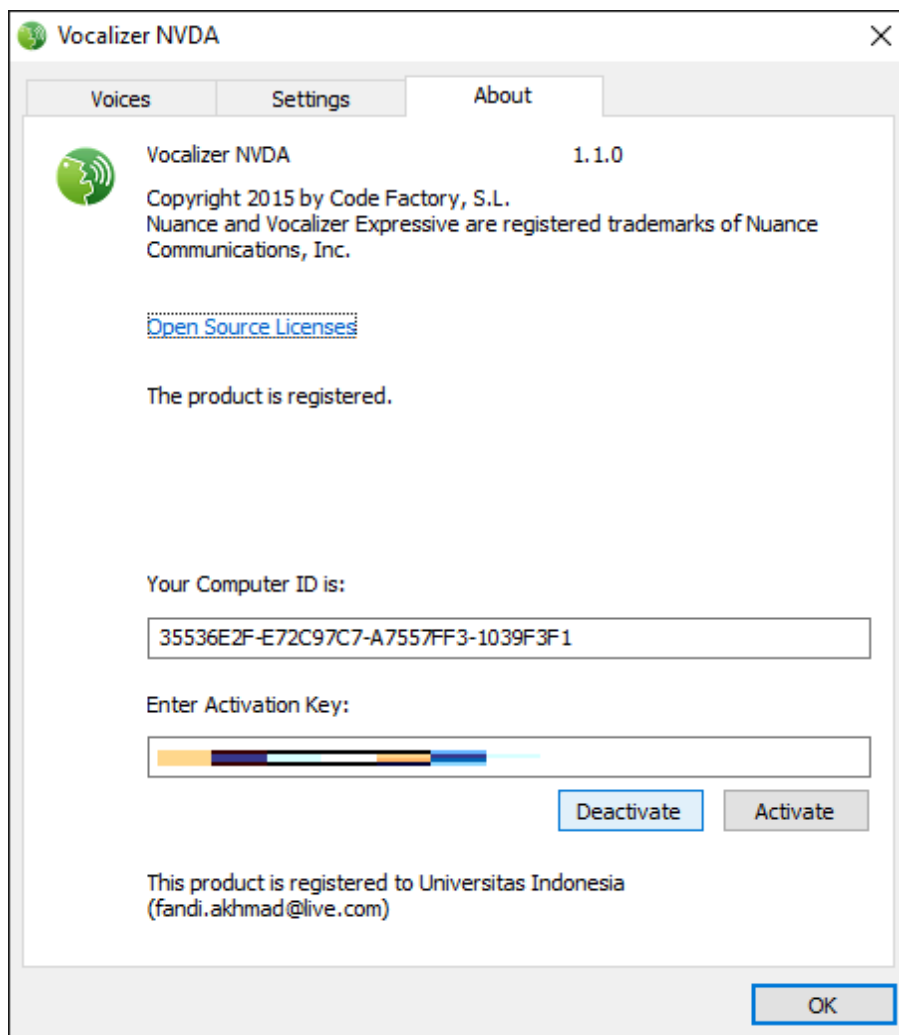 Vocalizer NVDA
Voices Settings About
Vocalizer NVDA 1.1.0
Copyright 2015 by Code Factory, S.L.
Nuance and Vocalizer Expressive are registered trademarks of Nuance
Communications, Inc.
Open Source Licenses
The product is registered.
Your Computer ID is:
35536E2F-E72C97C7-A7557FF3-1039F3F1
Enter Activation Key:
Deactivate Activate
This product is registered to Universitas Indonesia
(fandi.akhmad@live.com)
OK